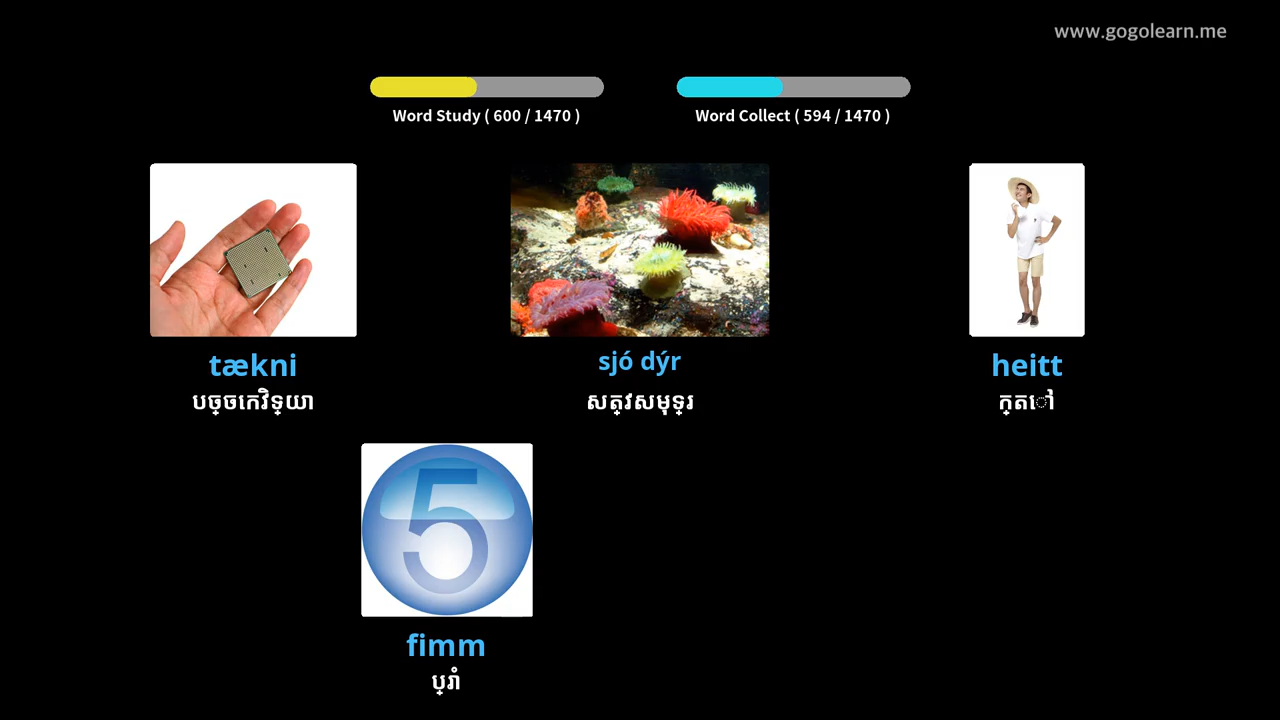 www.gogolearn.me
Word Study ( 600 / 1470 )
Word Collect ( 594 / 1470 )
tækni
sjó dýr
heitt
បច្ចេកវិទ្យា
សត្វសមុទ្រ
ក្តៅ
5
fimm
ប្រាំ